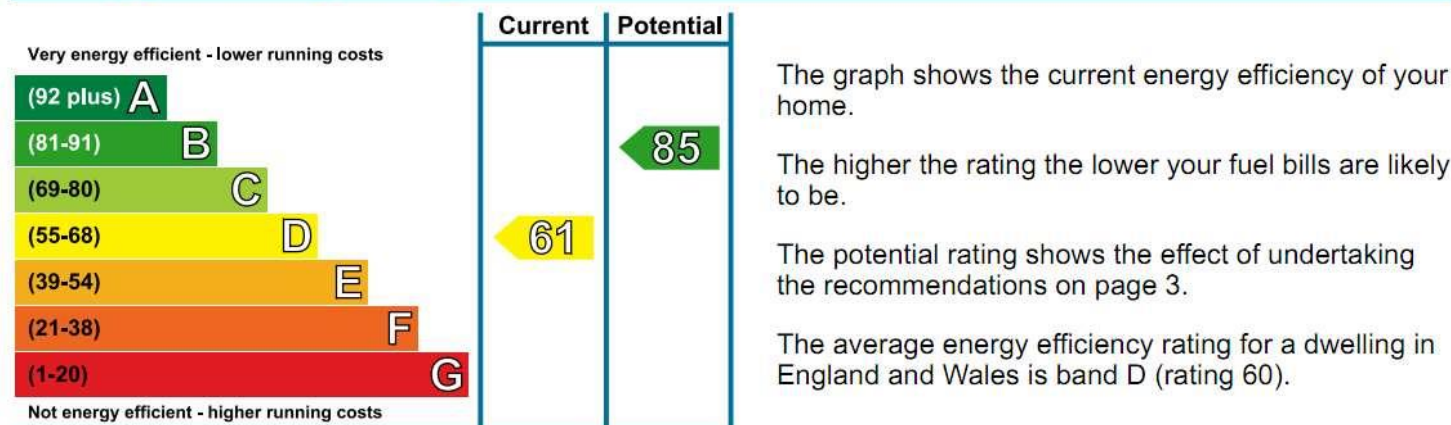 Current Potential
Very energy efficient - lower running costs
(92 plus) A
(81-91) B
85
(69-80) C
(55-68) D
61
(39-54) E
(21-38) F
(1-20) G
Not energy efficient - higher running costs
The graph shows the current energy efficiency of your
home.
The higher the rating the lower your fuel bills are likely
to be.
The potential rating shows the effect of undertaking
the recommendations on page 3.
The average energy efficiency rating for a dwelling in
England and Wales is band D (rating 60).